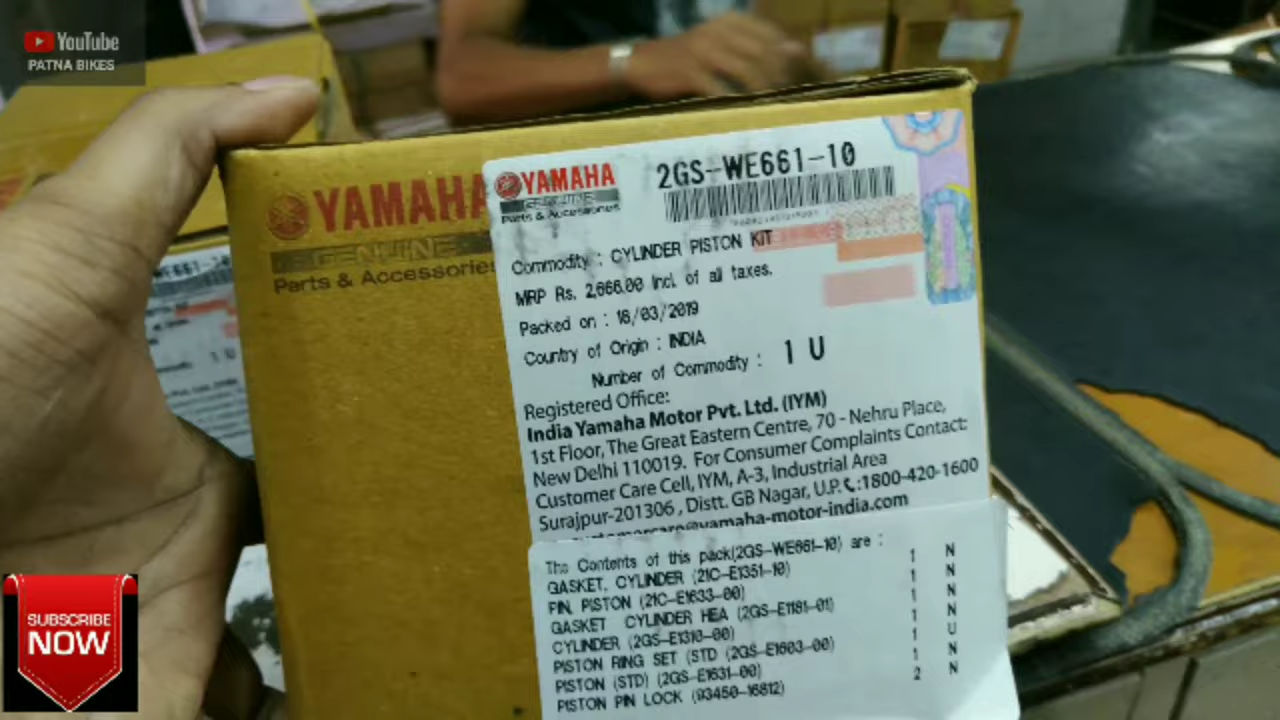 YouTube
PATNA BIKES
YAMAHA
GENUINE
Parts & Accessories
YAMAHA
GENUINE
Parts & Accessories
2GS-WE661-10
Commodity : CYLINDER PISTON KIT
MRP Rs. 2,666.00 Incl. of all taxes.
Packed on : 18/03/2019
Country of Origin : INDIA
Number of Commodity : 1 U
Registered Office:
India Yamaha Motor Pvt. Ltd. (IYM)
1st Floor, The Great Eastern Centre, 70 - Nehru Place,
New Delhi 110019. For Consumer Complaints Contact:
Customer Care Cell, IYM, A-3, Industrial Area
Surajpur-201306, Distt. GB Nagar, U.P. :1800-420-1600
customercare@yamaha-motor-india.com
The Contents of this pack(2GS-WE661-10) are :
GASKET, CYLINDER (21C-E1351-10) 1 N
PIN, PISTON (21C-E1633-00) 1 N
GASKET CYLINDER HEA (2GS-E1181-01) 1 N
CYLINDER (2GS-E1310-00) 1 N
PISTON RING SET (STD (2GS-E1603-00) 1 U
PISTON (STD) (2GS-E1631-00) 1 N
PISTON PIN LOCK (93450-16812) 2 N
SUBSCRIBE
NOW